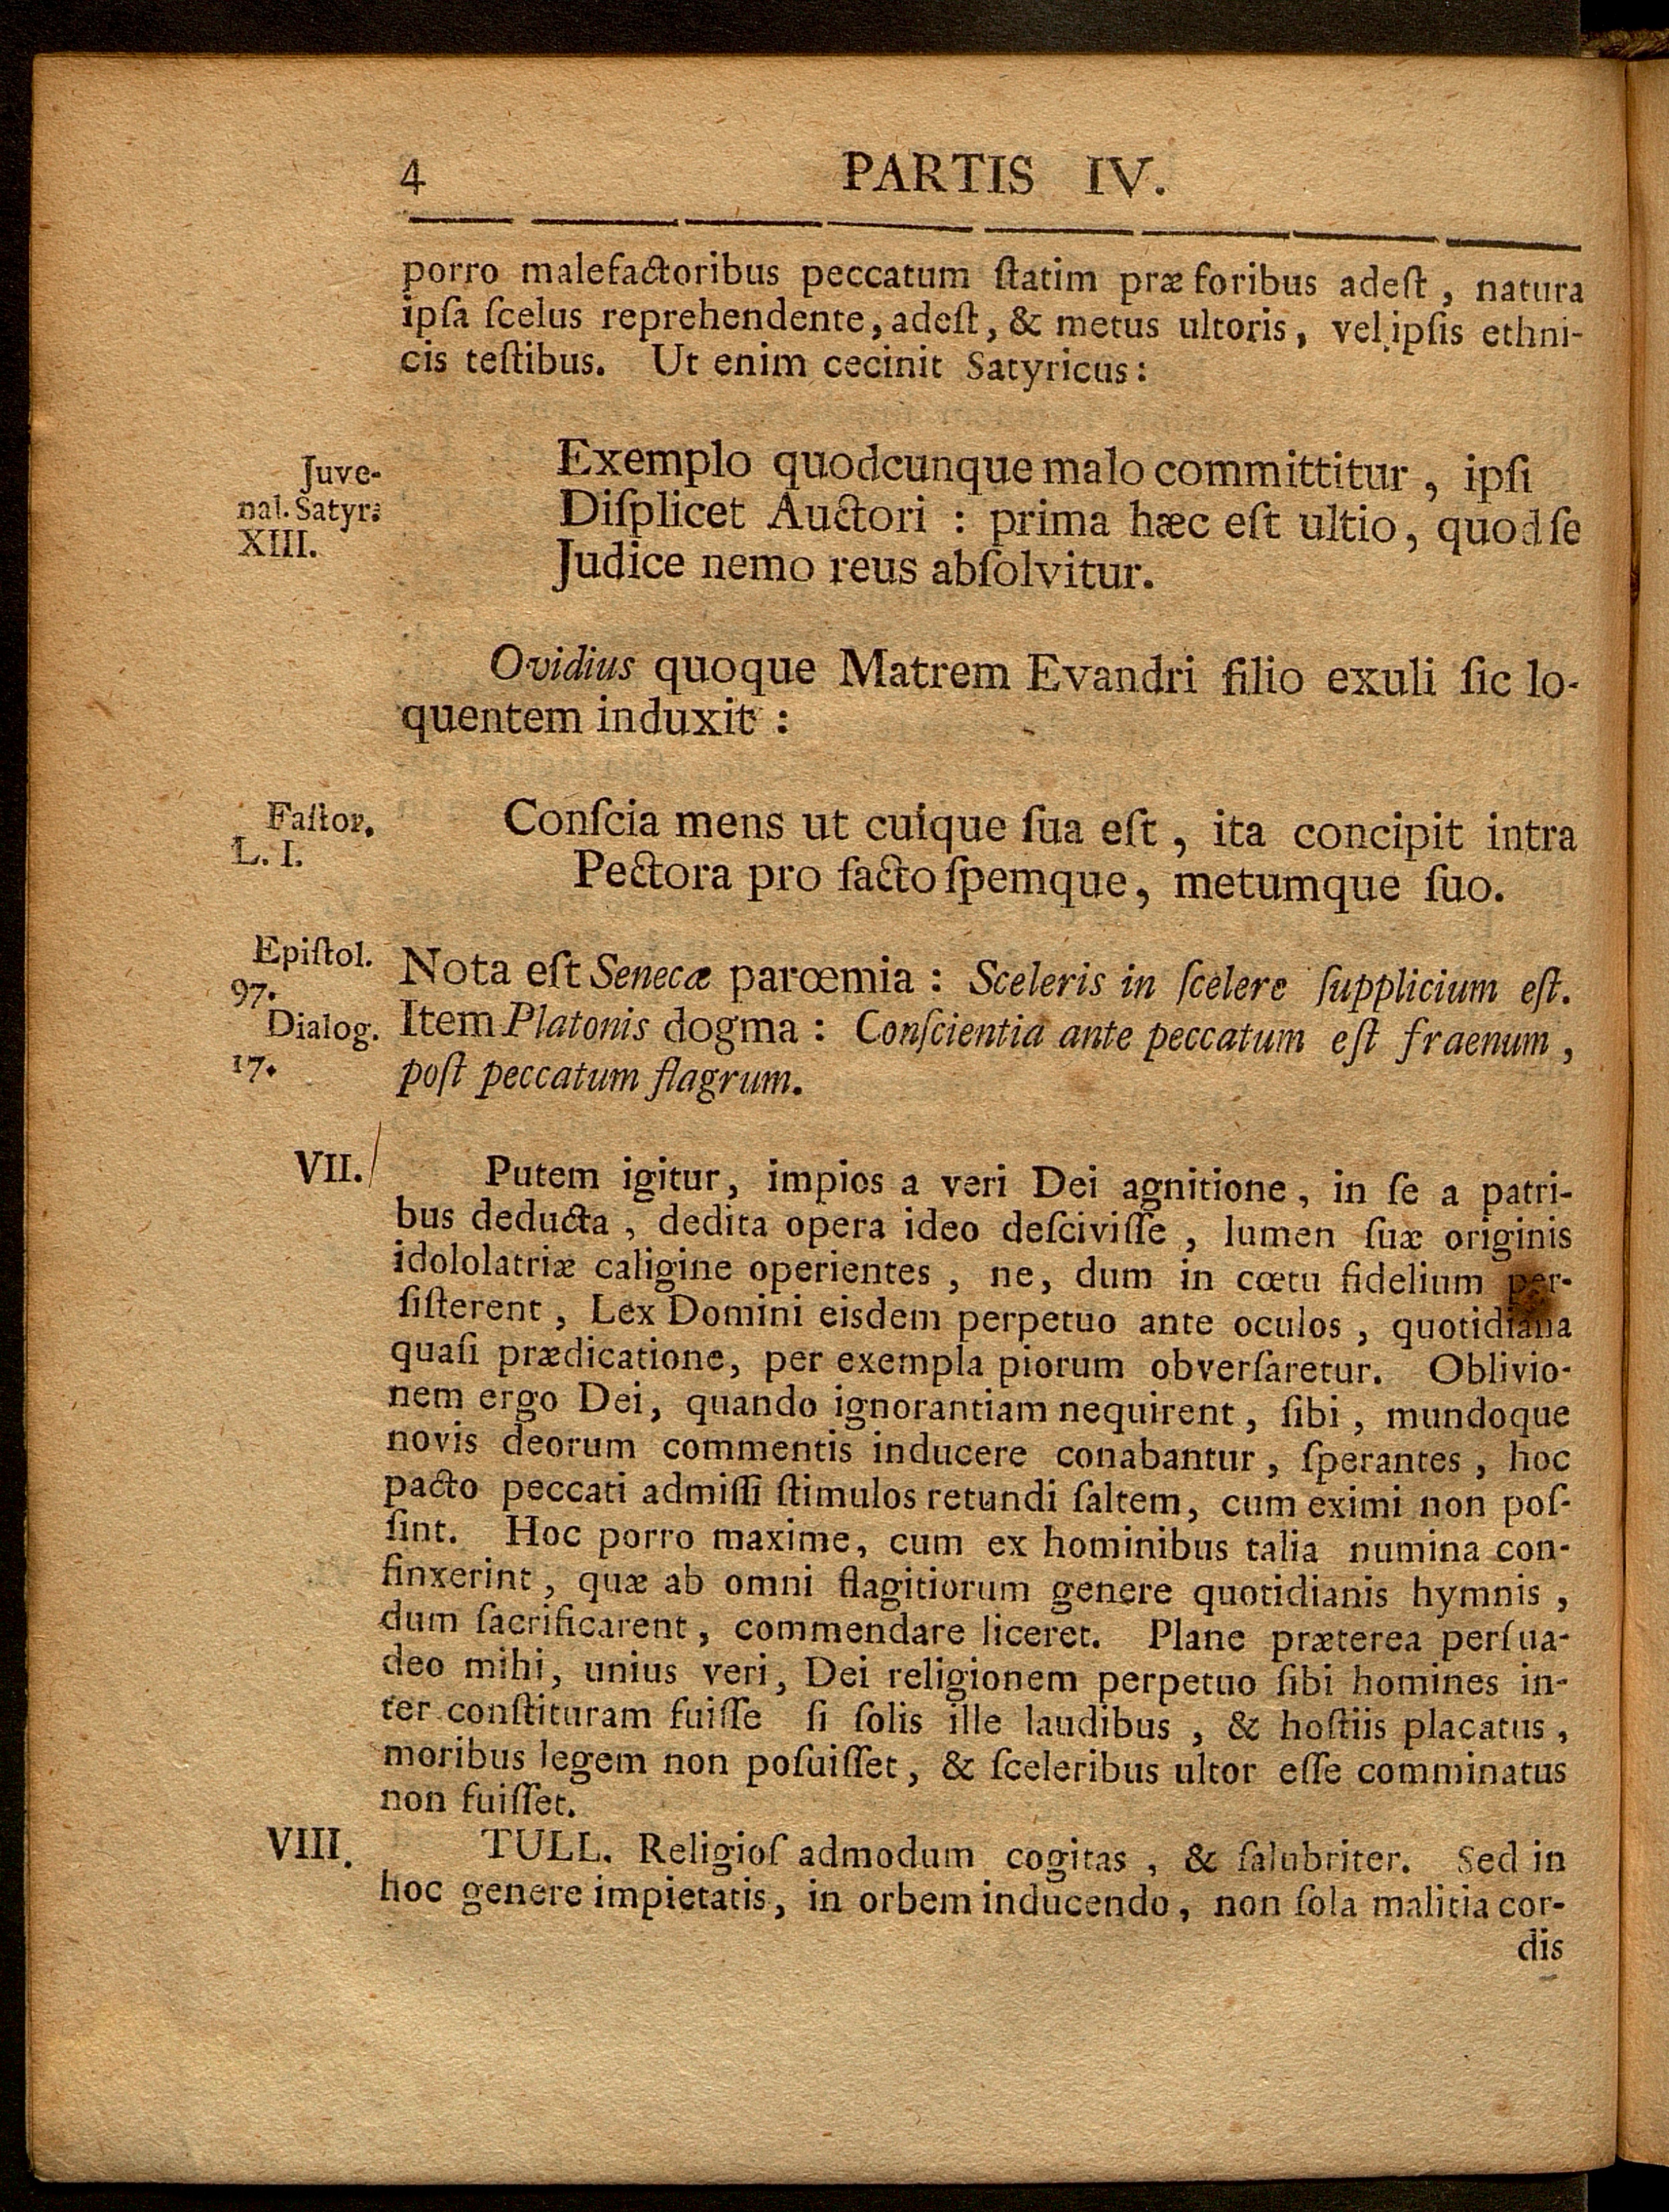 4 PARTIS IV.
porro malefactoribus peccatum ſtatim præ foribus adeſt, natura
ipſa ſcelus reprehendente, adeſt, & metus ultoris, vel ipſis ethni-
cis teſtibus. Ut enim cecinit Satyricus:
Juve-
nal. Satyr.
XIII.
Exemplo quodcunque malo committitur, ipſi
Diſplicet Auctori : prima hæc eſt ultio, quod ſe
Judice nemo reus abſolvitur.
Ovidius quoque Matrem Evandri filio exuli ſic lo-
quentem induxit :
Faſtor.
L. I.
Conſcia mens ut cuique ſua eſt, ita concipit intra
Pectora pro facto ſpemque, metumque ſuo.
Epiſtol.
97.
Dialog.
17.
Nota eſt Senecæ parœmia : Sceleris in ſcelere ſupplicium eſt.
Item Platonis dogma : Conſcientia ante peccatum eſt fraenum,
poſt peccatum flagrum.
VII.
Putem igitur, impios a veri Dei agnitione, in ſe a patri-
bus deducta, dedita opera ideo deſciviſſe, lumen ſuæ originis
idololatriæ caligine operientes, ne, dum in cœtu fidelium per-
ſiſterent, Lex Domini eisdem perpetuo ante oculos, quotidiana
quaſi prædicatione, per exempla piorum obverſaretur. Oblivio-
nem ergo Dei, quando ignorantiam nequirent, ſibi, mundoque
novis deorum commentis inducere conabantur, ſperantes, hoc
pacto peccati admiſſi ſtimulos retundi ſaltem, cum eximi non poſ-
ſint. Hoc porro maxime, cum ex hominibus talia numina con-
finxerint, quæ ab omni flagitiorum genere quotidianis hymnis,
dum ſacrificarent, commendare liceret. Plane præterea perſua-
deo mihi, unius veri, Dei religionem perpetuo ſibi homines in-
ter conſtituram fuiſſe ſi ſolis ille laudibus, & hoſtiis placatus,
moribus legem non poſuiſſet, & ſceleribus ultor eſſe comminatus
non fuiſſet.
VIII.
TULL. Religioſ admodum cogitas, & ſalubriter. Sed in
hoc genere impietatis, in orbem inducendo, non ſola malitia cor-
dis